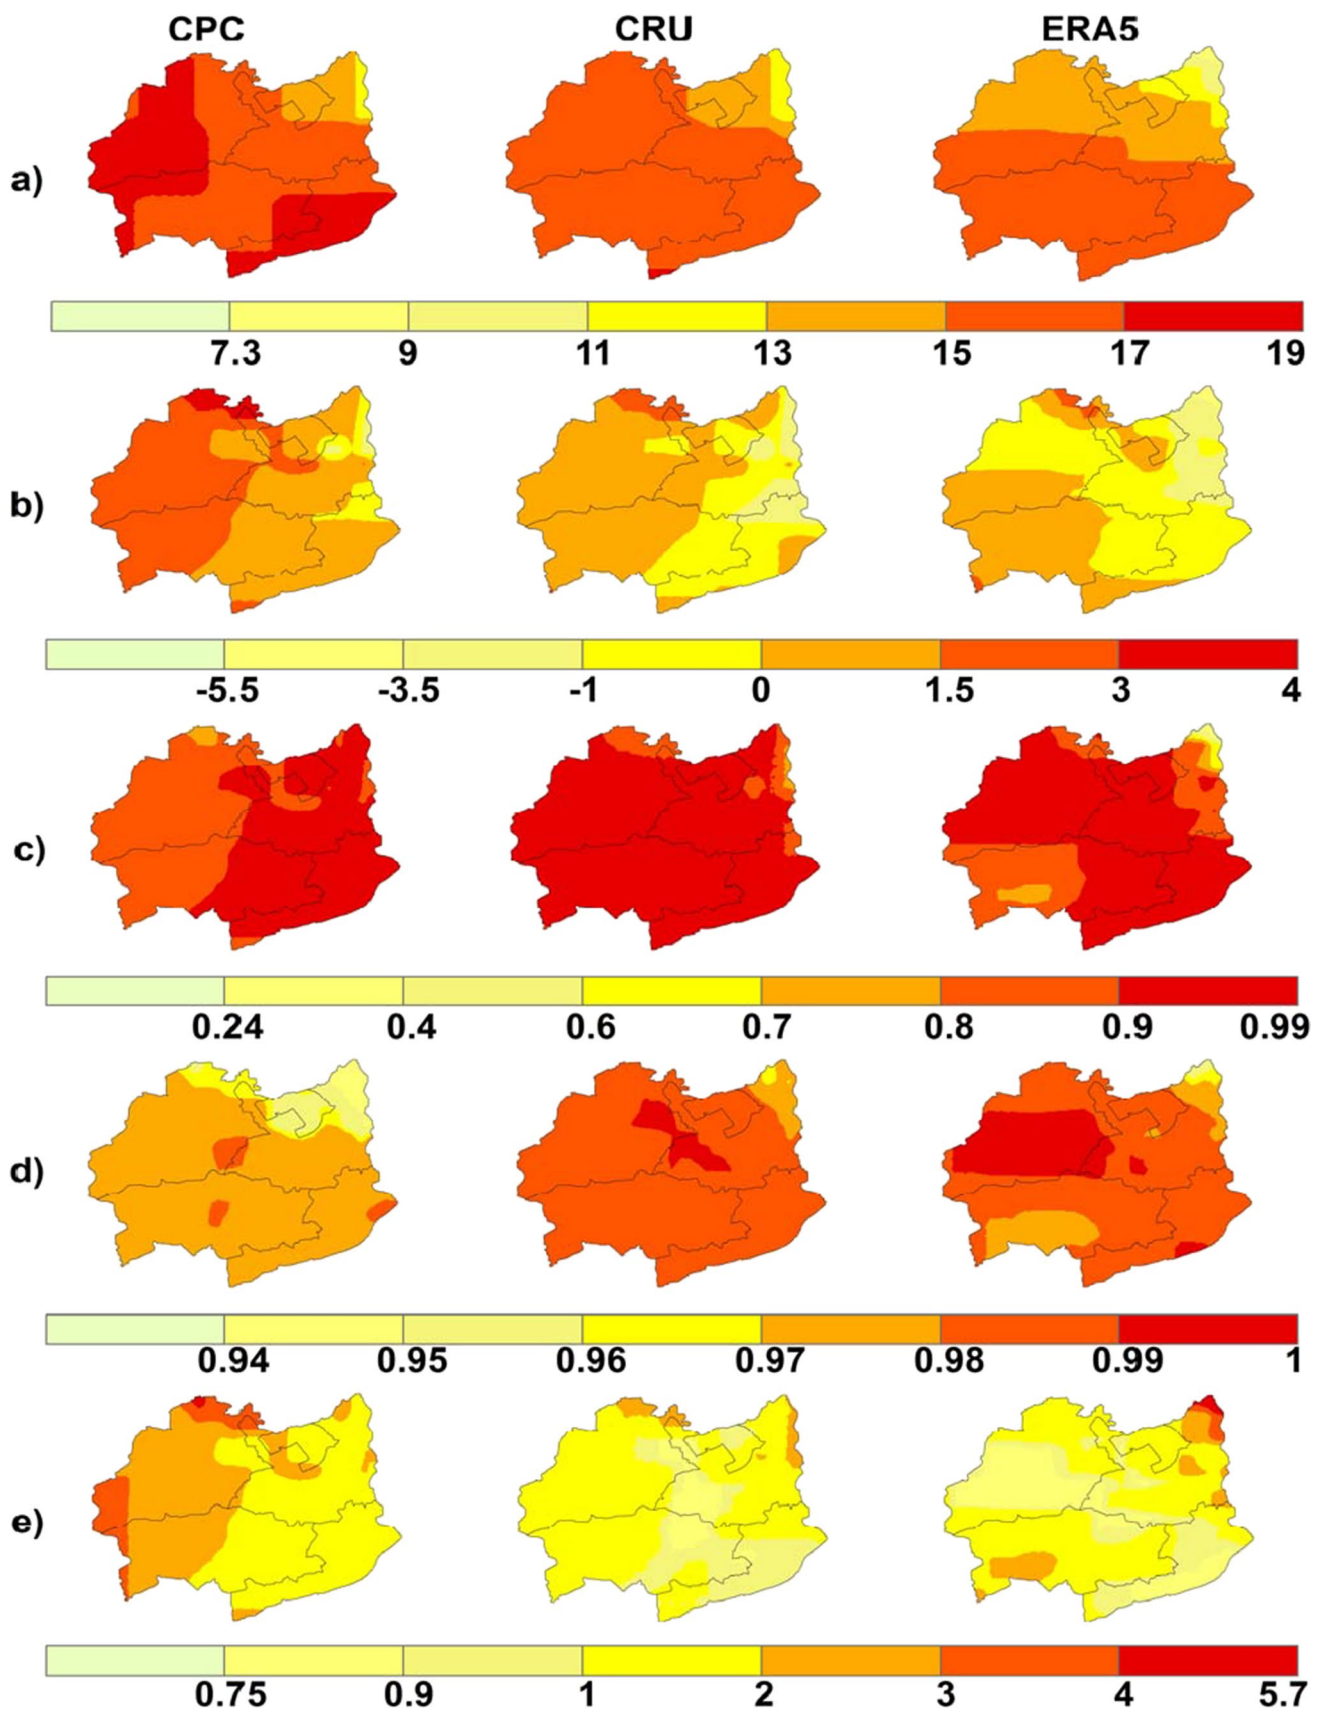 CPC CRU ERA5
a)
7.3 9 11 13 15 17 19
b)
-5.5 -3.5 -1 0 1.5 3 4
c)
0.24 0.4 0.6 0.7 0.8 0.9 0.99
d)
0.94 0.95 0.96 0.97 0.98 0.99 1
e)
0.75 0.9 1 2 3 4 5.7